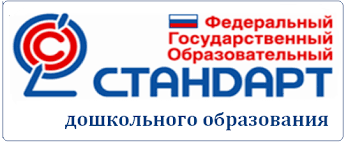 Федеральный
Государственный
Образовательный
СТАНДАРТ
дошкольного образования